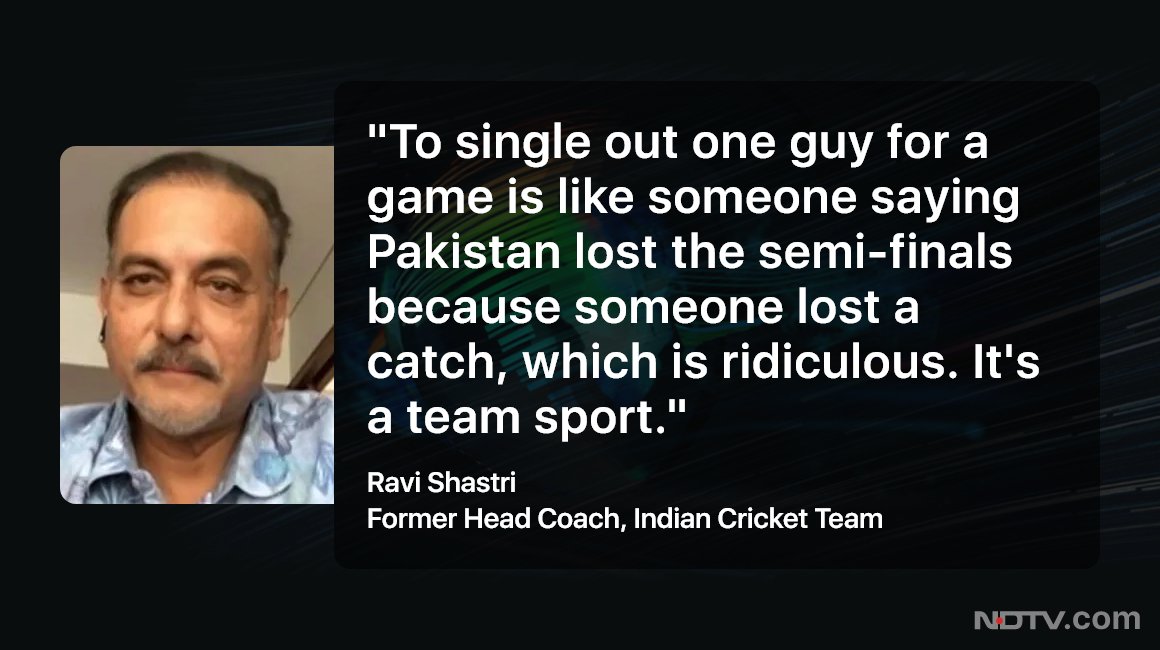 "To single out one guy for a
game is like someone saying
Pakistan lost the semi-finals
because someone lost a
catch, which is ridiculous. It's
a team sport."
Ravi Shastri
Former Head Coach, Indian Cricket Team
NDTV.com